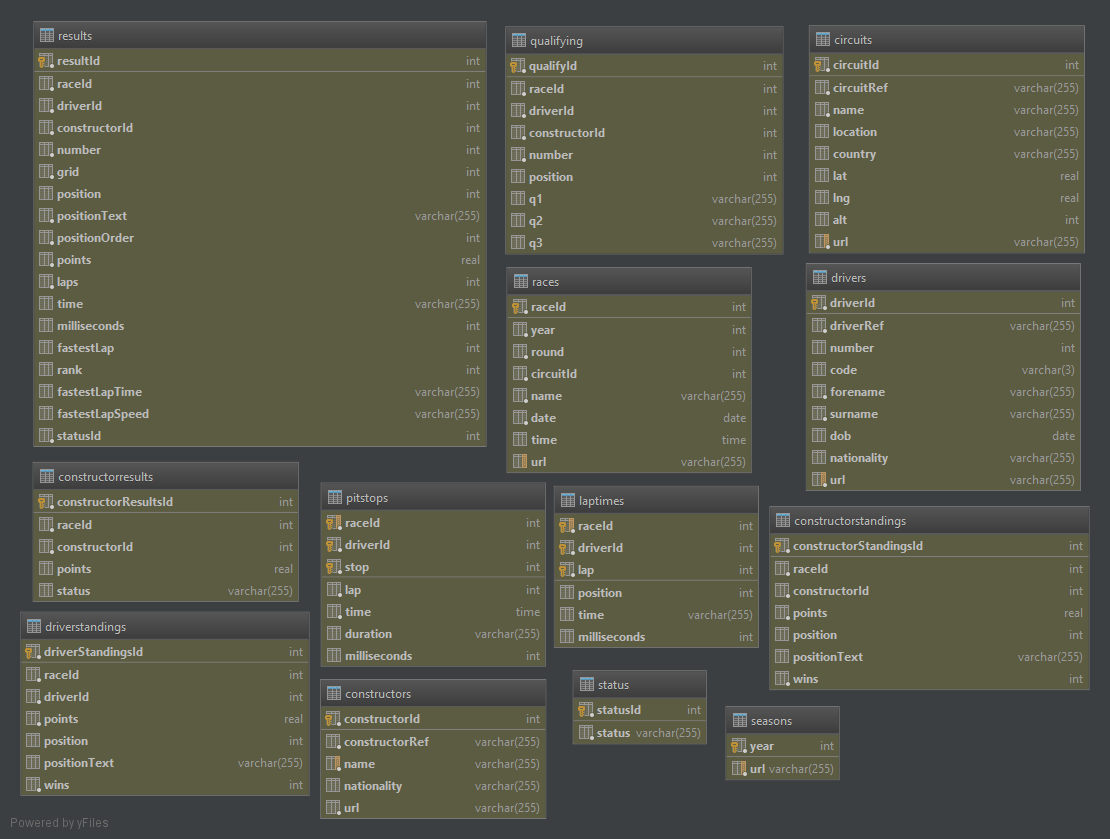 results
resultId int
raceId int
driverId int
constructorId int
number int
grid int
position int
positionText varchar(255)
positionOrder int
points real
laps int
time varchar(255)
milliseconds int
fastestLap int
rank int
fastestLapTime varchar(255)
fastestLapSpeed varchar(255)
statusId int
qualifying
qualifyId int
raceId int
driverId int
constructorId int
number int
position int
q1 varchar(255)
q2 varchar(255)
q3 varchar(255)
circuits
circuitId int
circuitRef varchar(255)
name varchar(255)
location varchar(255)
country varchar(255)
lat real
lng real
alt int
url varchar(255)
races
raceId int
year int
round int
circuitId int
name varchar(255)
date date
time time
url varchar(255)
drivers
driverId int
driverRef varchar(255)
number int
code varchar(3)
forename varchar(255)
surname varchar(255)
dob date
nationality varchar(255)
url varchar(255)
constructorresults
constructorResultsId int
raceId int
constructorId int
points real
status varchar(255)
pitstops
raceId int
driverId int
stop int
lap int
time time
duration varchar(255)
milliseconds int
laptimes
raceId int
driverId int
lap int
position int
time varchar(255)
milliseconds int
constructorstandings
constructorStandingsId int
raceId int
constructorId int
points real
position int
positionText varchar(255)
wins int
driverstandings
driverStandingsId int
raceId int
driverId int
points real
position int
positionText varchar(255)
wins int
constructors
constructorId int
constructorRef varchar(255)
name varchar(255)
nationality varchar(255)
url varchar(255)
status
statusId int
status varchar(255)
seasons
year int
url varchar(255)
Powered by yFiles